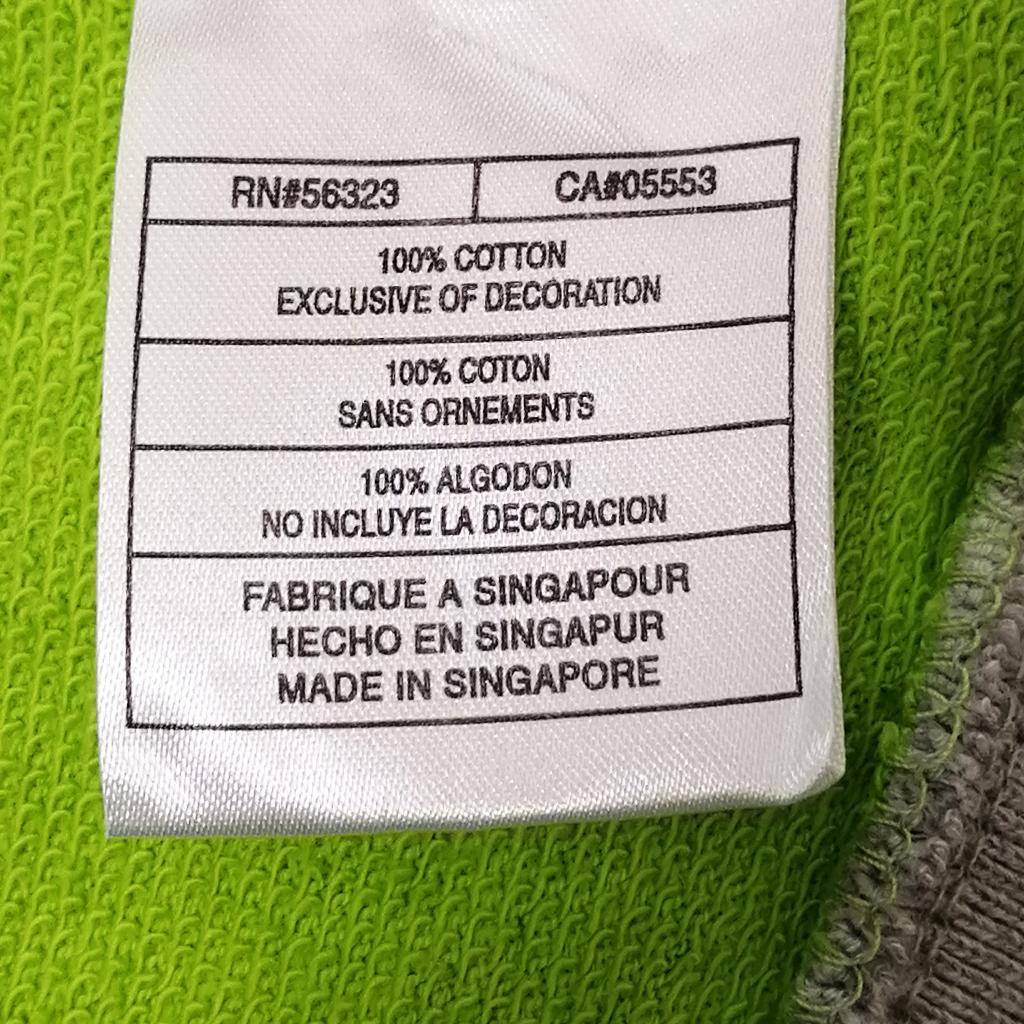 RN#56323 CA#05553
100% COTTON
EXCLUSIVE OF DECORATION
100% COTON
SANS ORNEMENTS
100% ALGODON
NO INCLUYE LA DECORACION
FABRIQUE A SINGAPOUR
HECHO EN SINGAPUR
MADE IN SINGAPORE